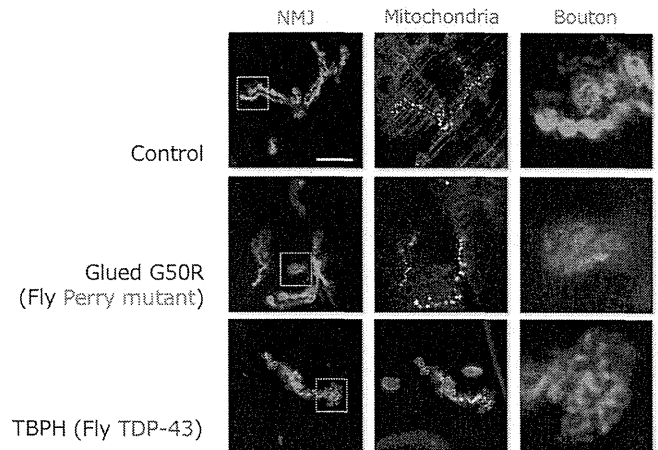 NMJ Mitochondria Bouton
Control
Glued G50R
(Fly Perry mutant)
TBPH (Fly TDP-43)